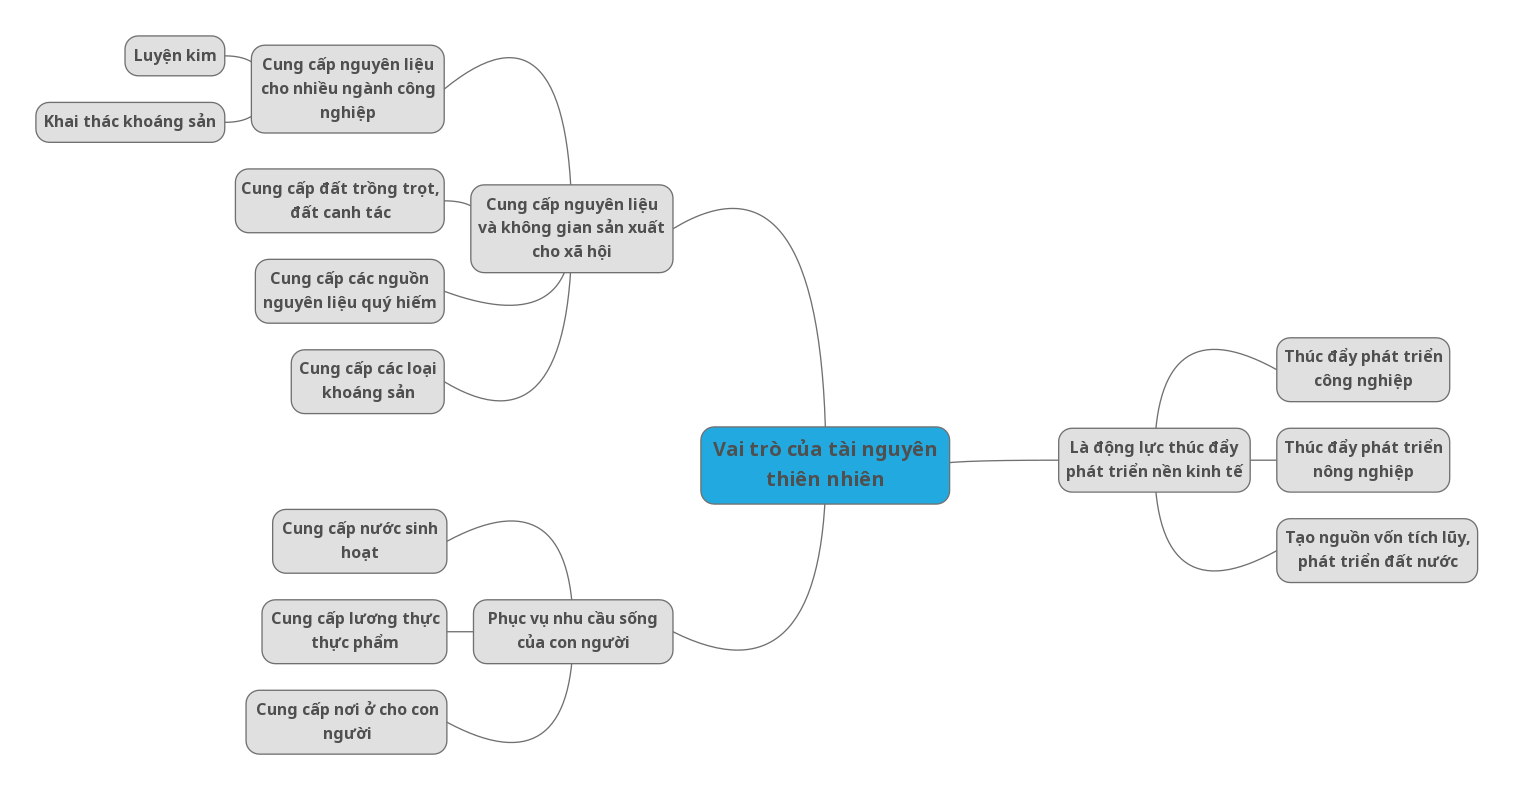 Luyện kim
Khai thác khoáng sản
Cung cấp nguyên liệu
cho nhiều ngành công
nghiệp
Cung cấp đất trồng trọt,
đất canh tác
Cung cấp các nguồn
nguyên liệu quý hiếm
Cung cấp các loại
khoáng sản
Cung cấp nguyên liệu
và không gian sản xuất
cho xã hội
Cung cấp nước sinh
hoạt
Cung cấp lương thực
thực phẩm
Cung cấp nơi ở cho con
người
Phục vụ nhu cầu sống
của con người
Vai trò của tài nguyên
thiên nhiên
Là động lực thúc đẩy
phát triển nền kinh tế
Thúc đẩy phát triển
công nghiệp
Thúc đẩy phát triển
nông nghiệp
Tạo nguồn vốn tích lũy,
phát triển đất nước